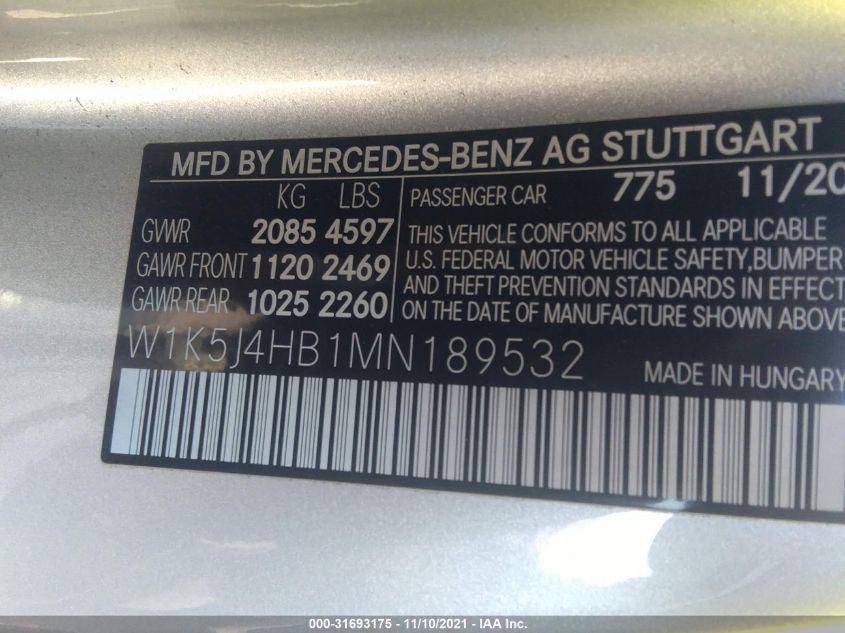 MFD BY MERCEDES-BENZ AG STUTTGART
KG LBS
GVWR 2085 4597
GAWR FRONT 1120 2469
GAWR REAR 1025 2260
PASSENGER CAR 775 11/20
THIS VEHICLE CONFORMS TO ALL APPLICABLE
U.S. FEDERAL MOTOR VEHICLE SAFETY,BUMPER
AND THEFT PREVENTION STANDARDS IN EFFECT
ON THE DATE OF MANUFACTURE SHOWN ABOVE
W1K5J4HB1MN189532
MADE IN HUNGARY
000-31693175 — 11/10/2021 — IAA Inc.